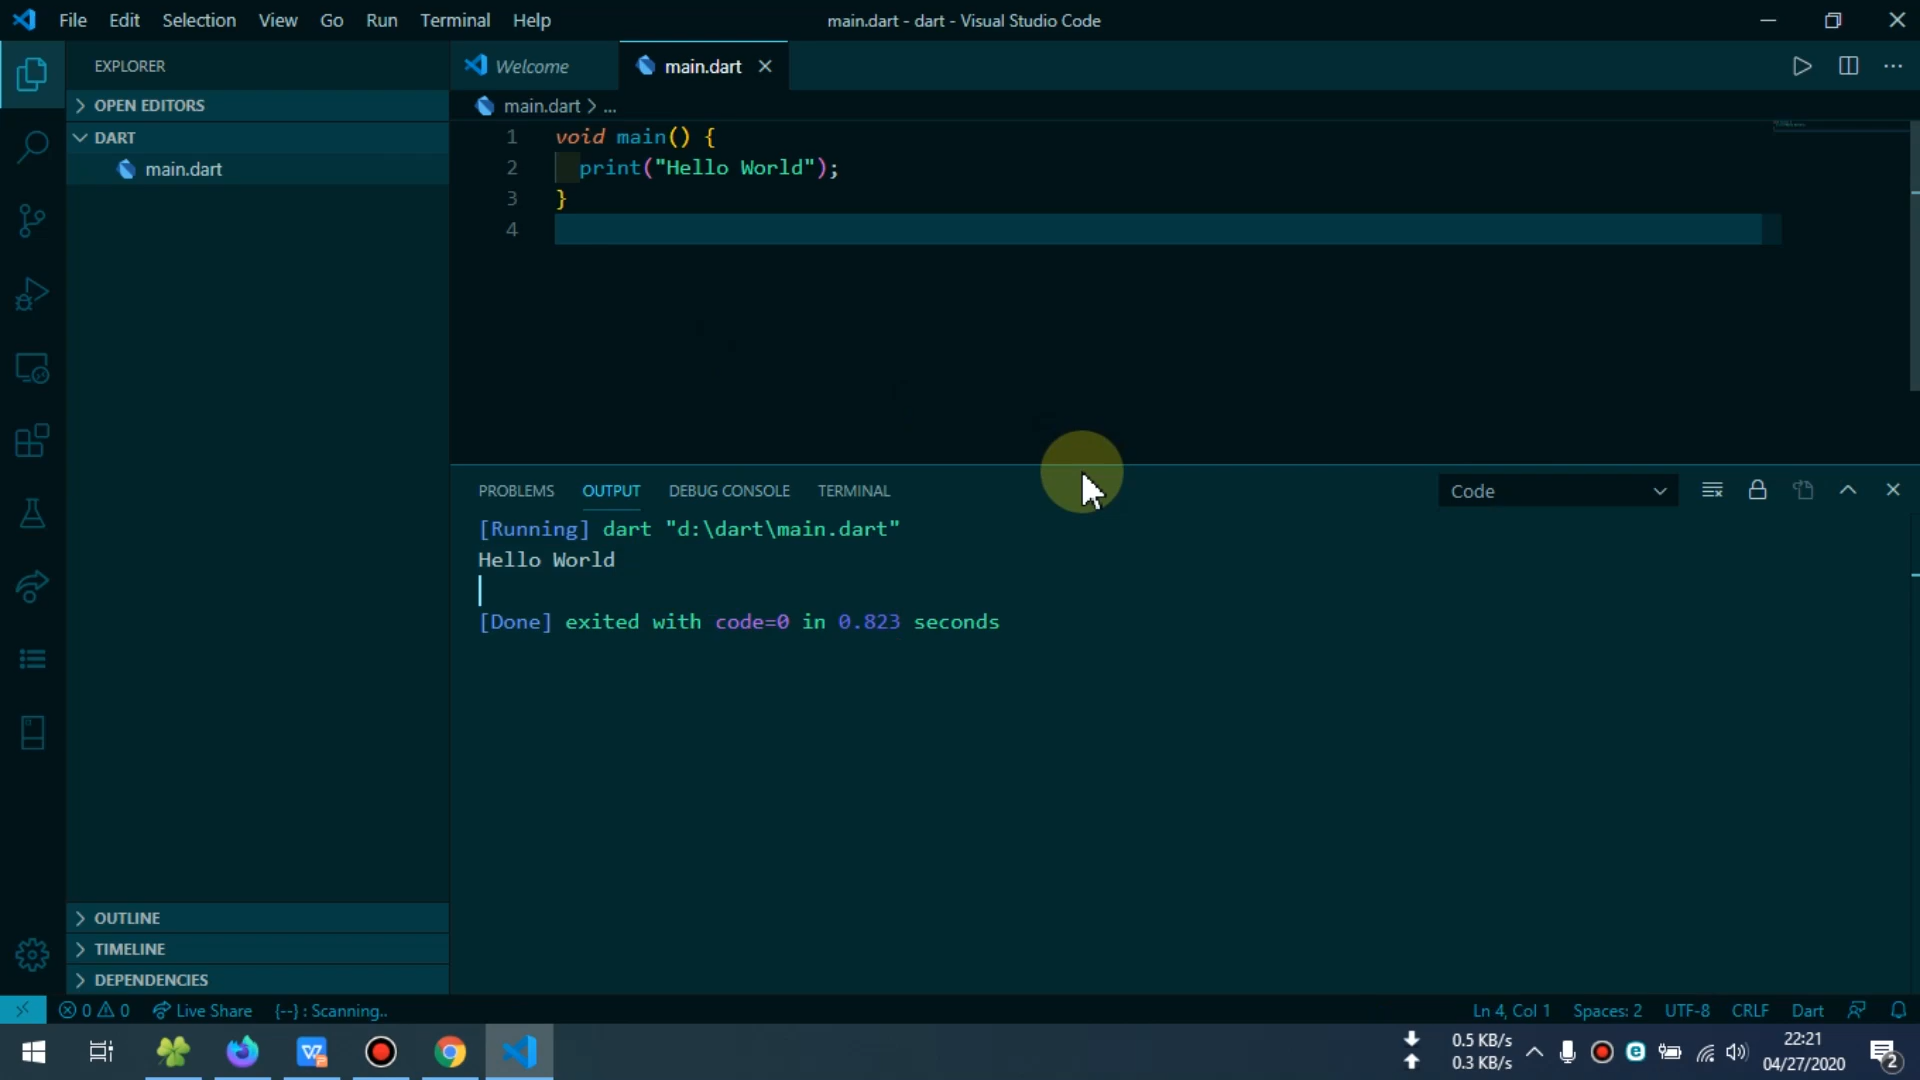 File Edit Selection View Go Run Terminal Help
main.dart - dart - Visual Studio Code
EXPLORER
OPEN EDITORS
DART
main.dart
OUTLINE
TIMELINE
DEPENDENCIES
Welcome
main.dart
main.dart > ...
1 void main() {
2 print("Hello World");
3 }
4
PROBLEMS OUTPUT DEBUG CONSOLE TERMINAL
Code
[Running] dart "d:\dart\main.dart"
Hello World
[Done] exited with code=0 in 0.823 seconds
0 0 Live Share {--} : Scanning..
Ln 4, Col 1 Spaces: 2 UTF-8 CRLF Dart
0.5 KB/s
0.3 KB/s
22:21
04/27/2020
2